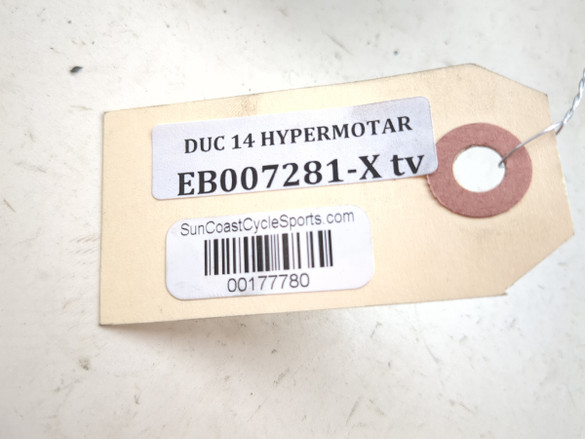 DUC 14 HYPERMOTAR
EB007281-X tv
SunCoastCycleSports.com
00177780